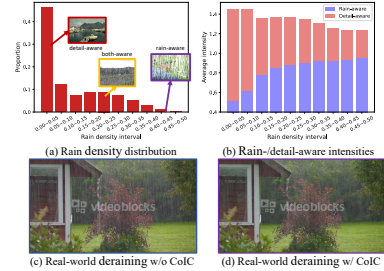 0.4
0.3
0.2
0.1
0.0
Proportion
detail-aware
both-aware
rain-aware
0.00~0.05
0.05~0.10
0.10~0.15
0.15~0.20
0.20~0.25
0.25~0.30
0.30~0.35
0.35~0.40
0.40~0.45
0.45~0.50
Rain density interval
(a) Rain density distribution
Rain-aware
Detail-aware
1.4
1.2
1.0
0.8
0.6
0.4
0.2
0.0
Average intensity
0.00~0.05
0.05~0.10
0.10~0.15
0.15~0.20
0.20~0.25
0.25~0.30
0.30~0.35
0.35~0.40
0.40~0.45
0.45~0.50
Rain density interval
(b) Rain-/detail-aware intensities
videoblocks
(c) Real-world deraining w/o CoIC
videoblocks
(d) Real-world deraining w/ CoIC